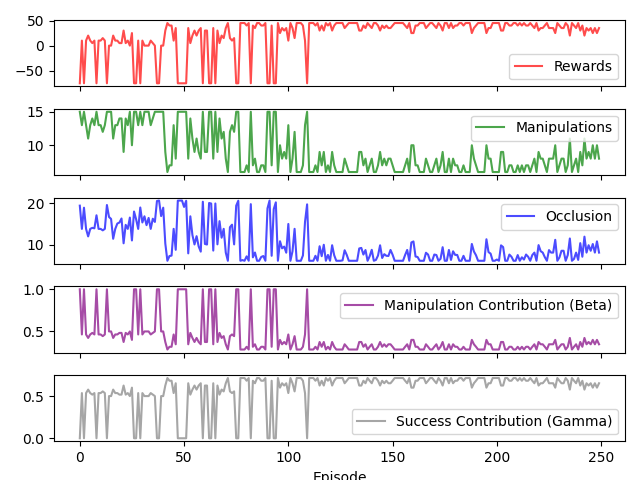 50
0
−50
Rewards
15
10
Manipulations
20
10
Occlusion
1.0
0.5
Manipulation Contribution (Beta)
0.5
0.0
Success Contribution (Gamma)
0 50 100 150 200 250
Episode